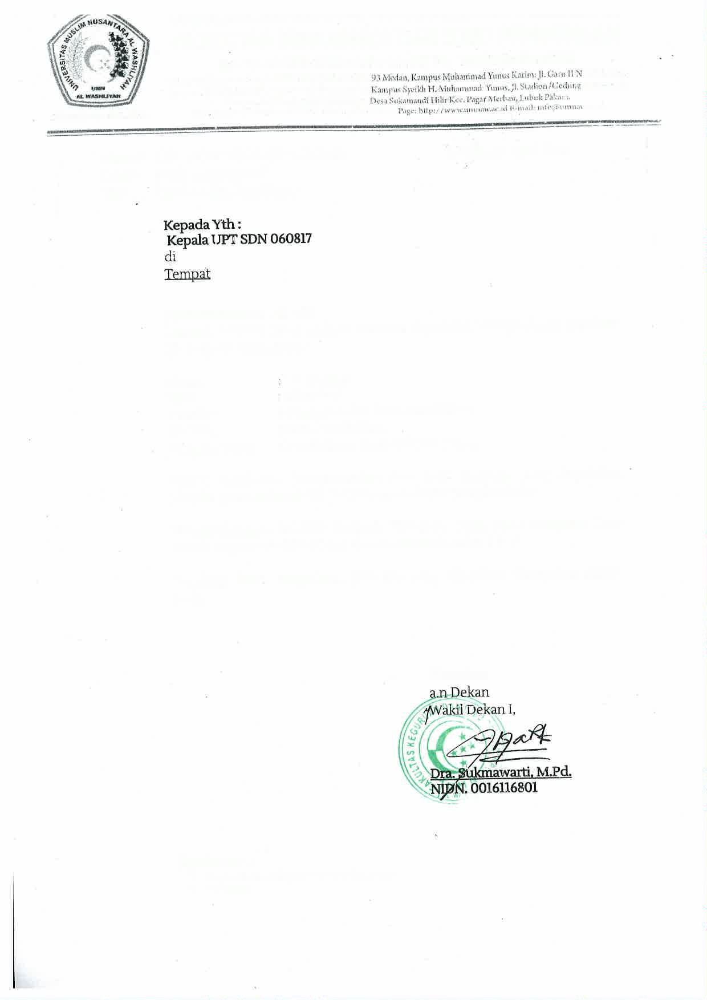 UNIVERSITAS MUSLIM NUSANTARA AL WASHLIYAH
UMN
AL WASHLIYAH
93 Medan, Kampus Muhammad Yunus Karim: Jl. Garu II N
Kampus Syeikh H. Muhammad Yunus, Jl. Stadion/Gedung
Desa Sukamandi Hilir Kec. Pagar Merbau, Lubuk Pakam.
Page: http://www.umnaw.ac.id E-mail: info@umnaw
Kepada Yth :
Kepala UPT SDN 060817
di
Tempat
:
a.n Dekan
Wakil Dekan I,
FAKULTAS KEGURU
Dra. Sukmawarti, M.Pd.
NIDN. 0016116801